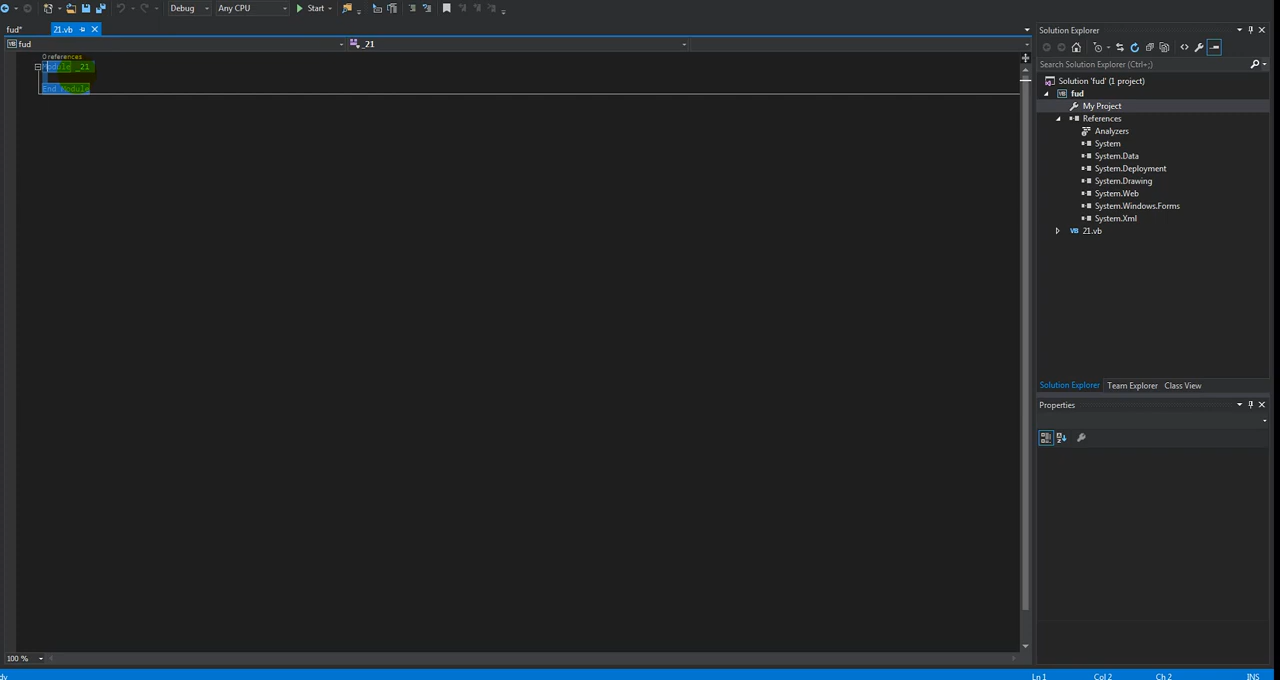 Debug
Any CPU
Start
fud*
21.vb
fud
_21
0 references
Module _21
End Module
100 %
Solution Explorer
Search Solution Explorer (Ctrl+;)
Solution 'fud' (1 project)
fud
My Project
References
Analyzers
System
System.Data
System.Deployment
System.Drawing
System.Web
System.Windows.Forms
System.Xml
VB 21.vb
Solution Explorer Team Explorer Class View
Properties
Ln 1 Col 2 Ch 2 INS